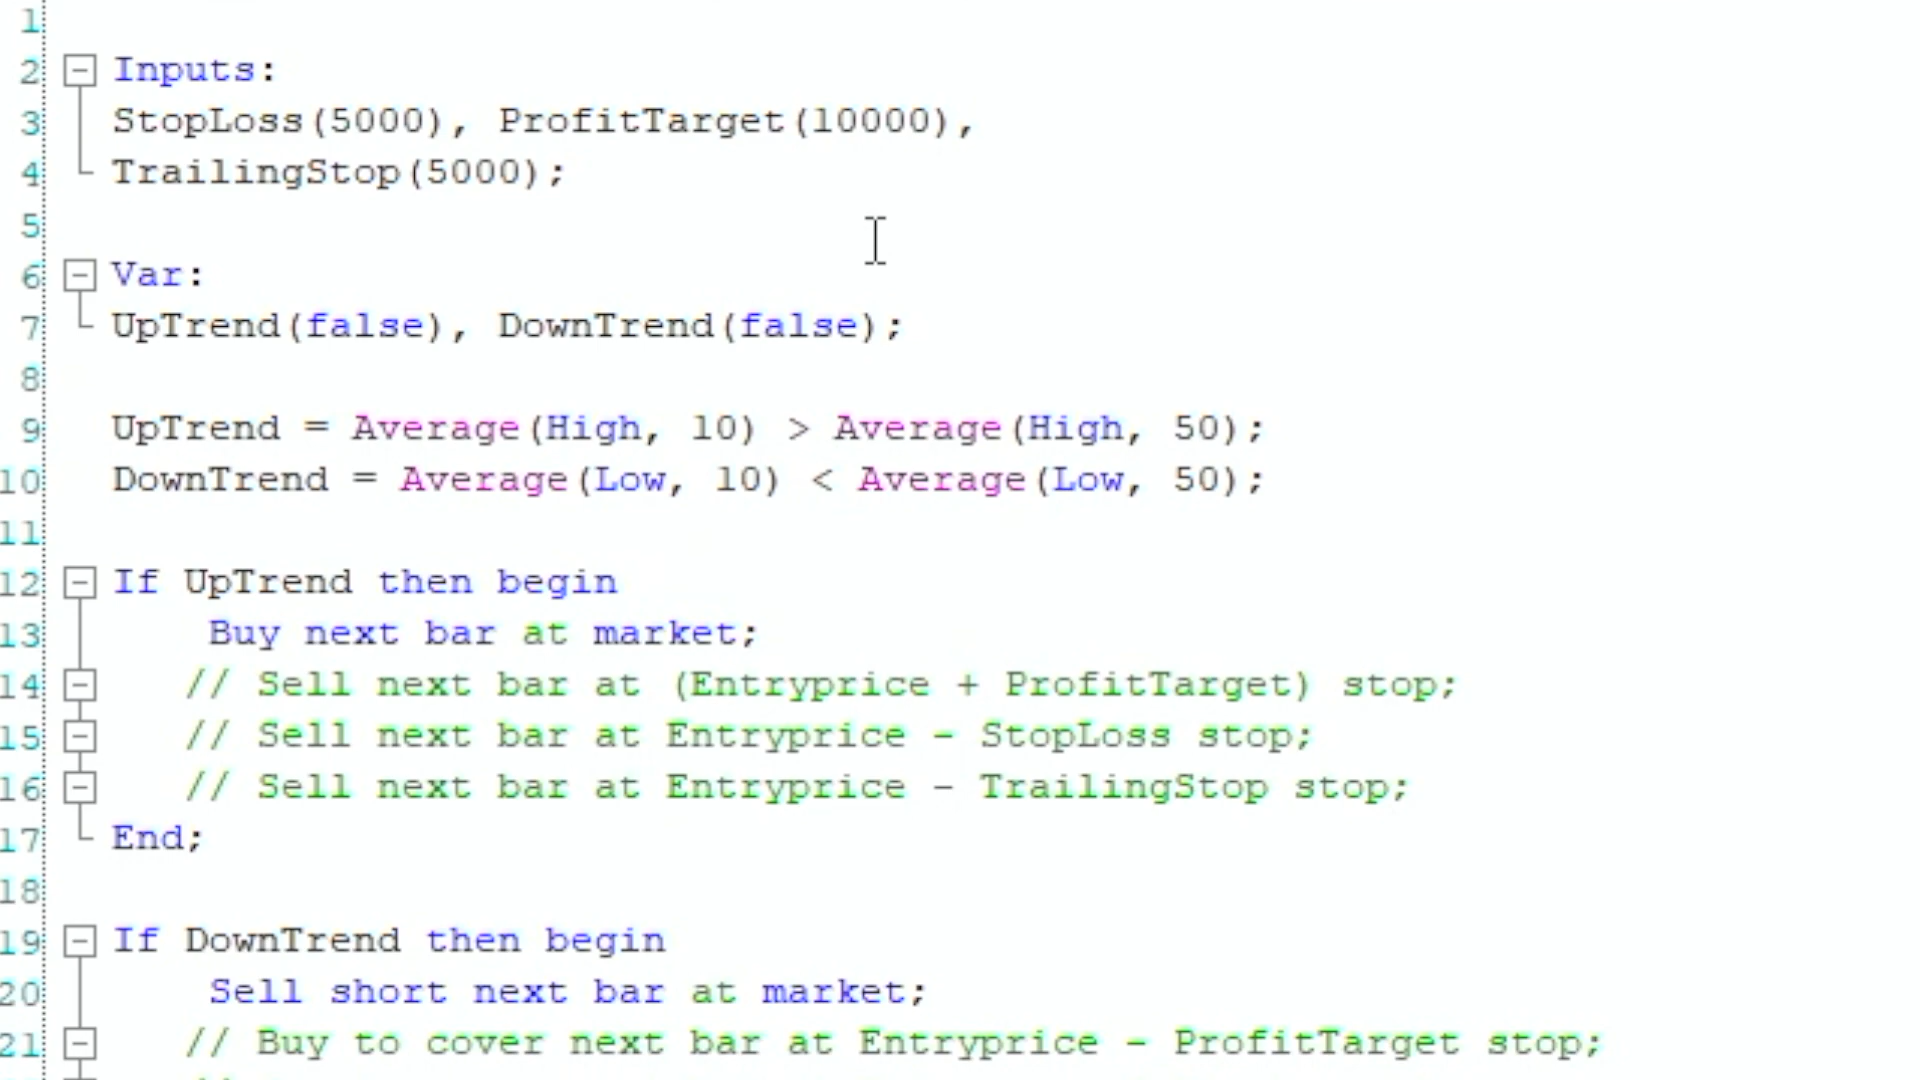 1
2 Inputs:
3 StopLoss(5000), ProfitTarget(10000),
4 TrailingStop(5000);
5
6 Var:
7 UpTrend(false), DownTrend(false);
8
9 UpTrend = Average(High, 10) > Average(High, 50);
10 DownTrend = Average(Low, 10) < Average(Low, 50);
11
12 If UpTrend then begin
13 Buy next bar at market;
14 // Sell next bar at (Entryprice + ProfitTarget) stop;
15 // Sell next bar at Entryprice - StopLoss stop;
16 // Sell next bar at Entryprice - TrailingStop stop;
17 End;
18
19 If DownTrend then begin
20 Sell short next bar at market;
21 // Buy to cover next bar at Entryprice - ProfitTarget stop;